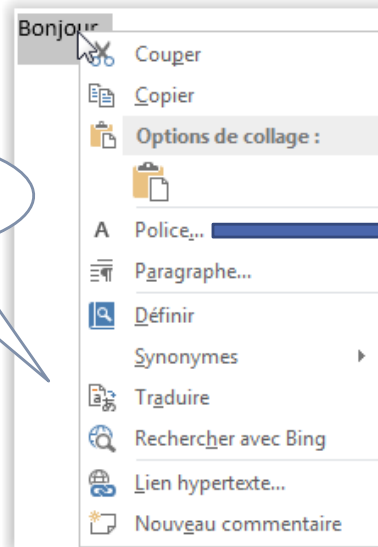 Bonjour
Couper
Copier
Options de collage :
A Police...
Paragraphe...
Définir
Synonymes
Traduire
Rechercher avec Bing
Lien hypertexte...
Nouveau commentaire